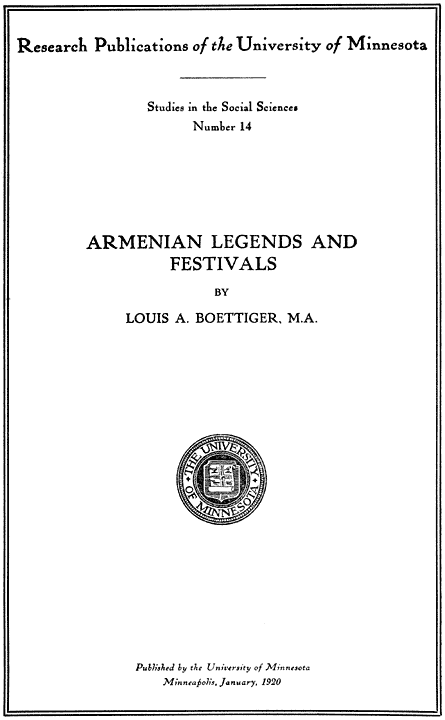 Research Publications of the University of Minnesota
Studies in the Social Sciences
Number 14
ARMENIAN LEGENDS AND
FESTIVALS
BY
LOUIS A. BOETTIGER, M.A.
THE UNIVERSITY
OF MINNESOTA
Published by the University of Minnesota
Minneapolis, January, 1920